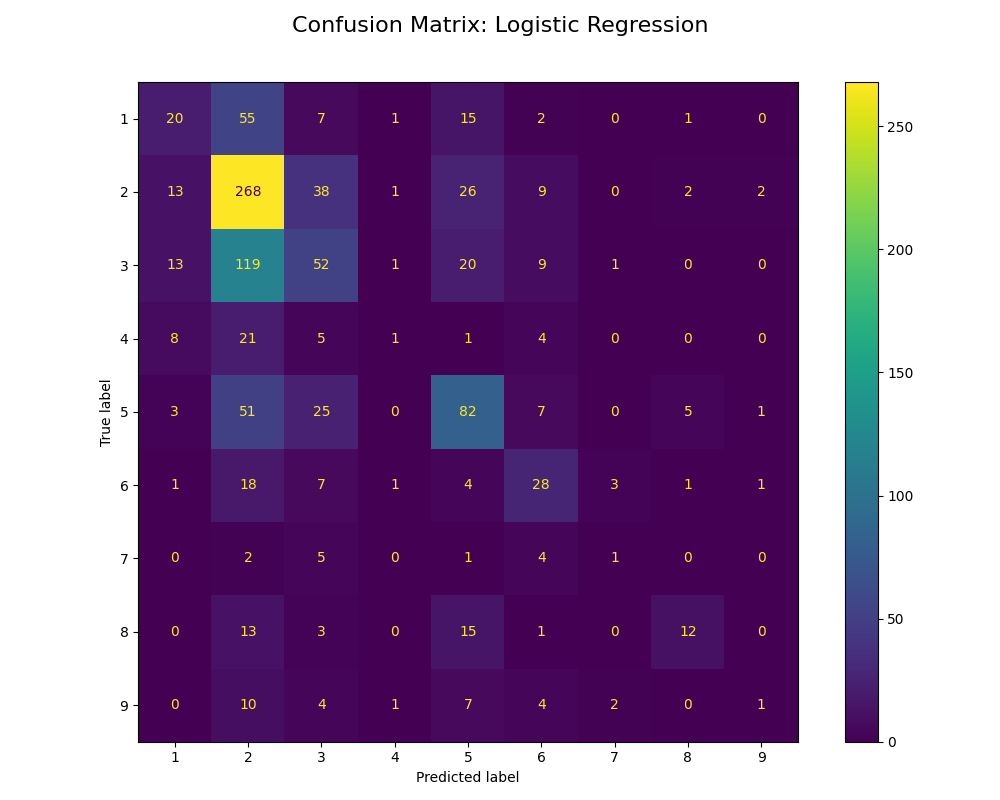 Confusion Matrix: Logistic Regression
1 20 55 7 1 15 2 0 1 0
2 13 268 38 1 26 9 0 2 2
3 13 119 52 1 20 9 1 0 0
4 8 21 5 1 1 4 0 0 0
5 3 51 25 0 82 7 0 5 1
6 1 18 7 1 4 28 3 1 1
7 0 2 5 0 1 4 1 0 0
8 0 13 3 0 15 1 0 12 0
9 0 10 4 1 7 4 2 0 1
1 2 3 4 5 6 7 8 9
Predicted label
True label
250
200
150
100
50
0